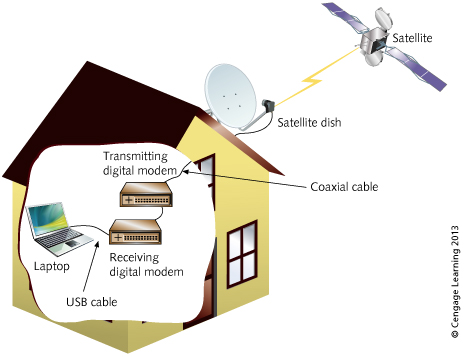 Satellite
Satellite dish
Transmitting
digital modem
Coaxial cable
Laptop
Receiving
digital modem
USB cable
© Cengage Learning 2013